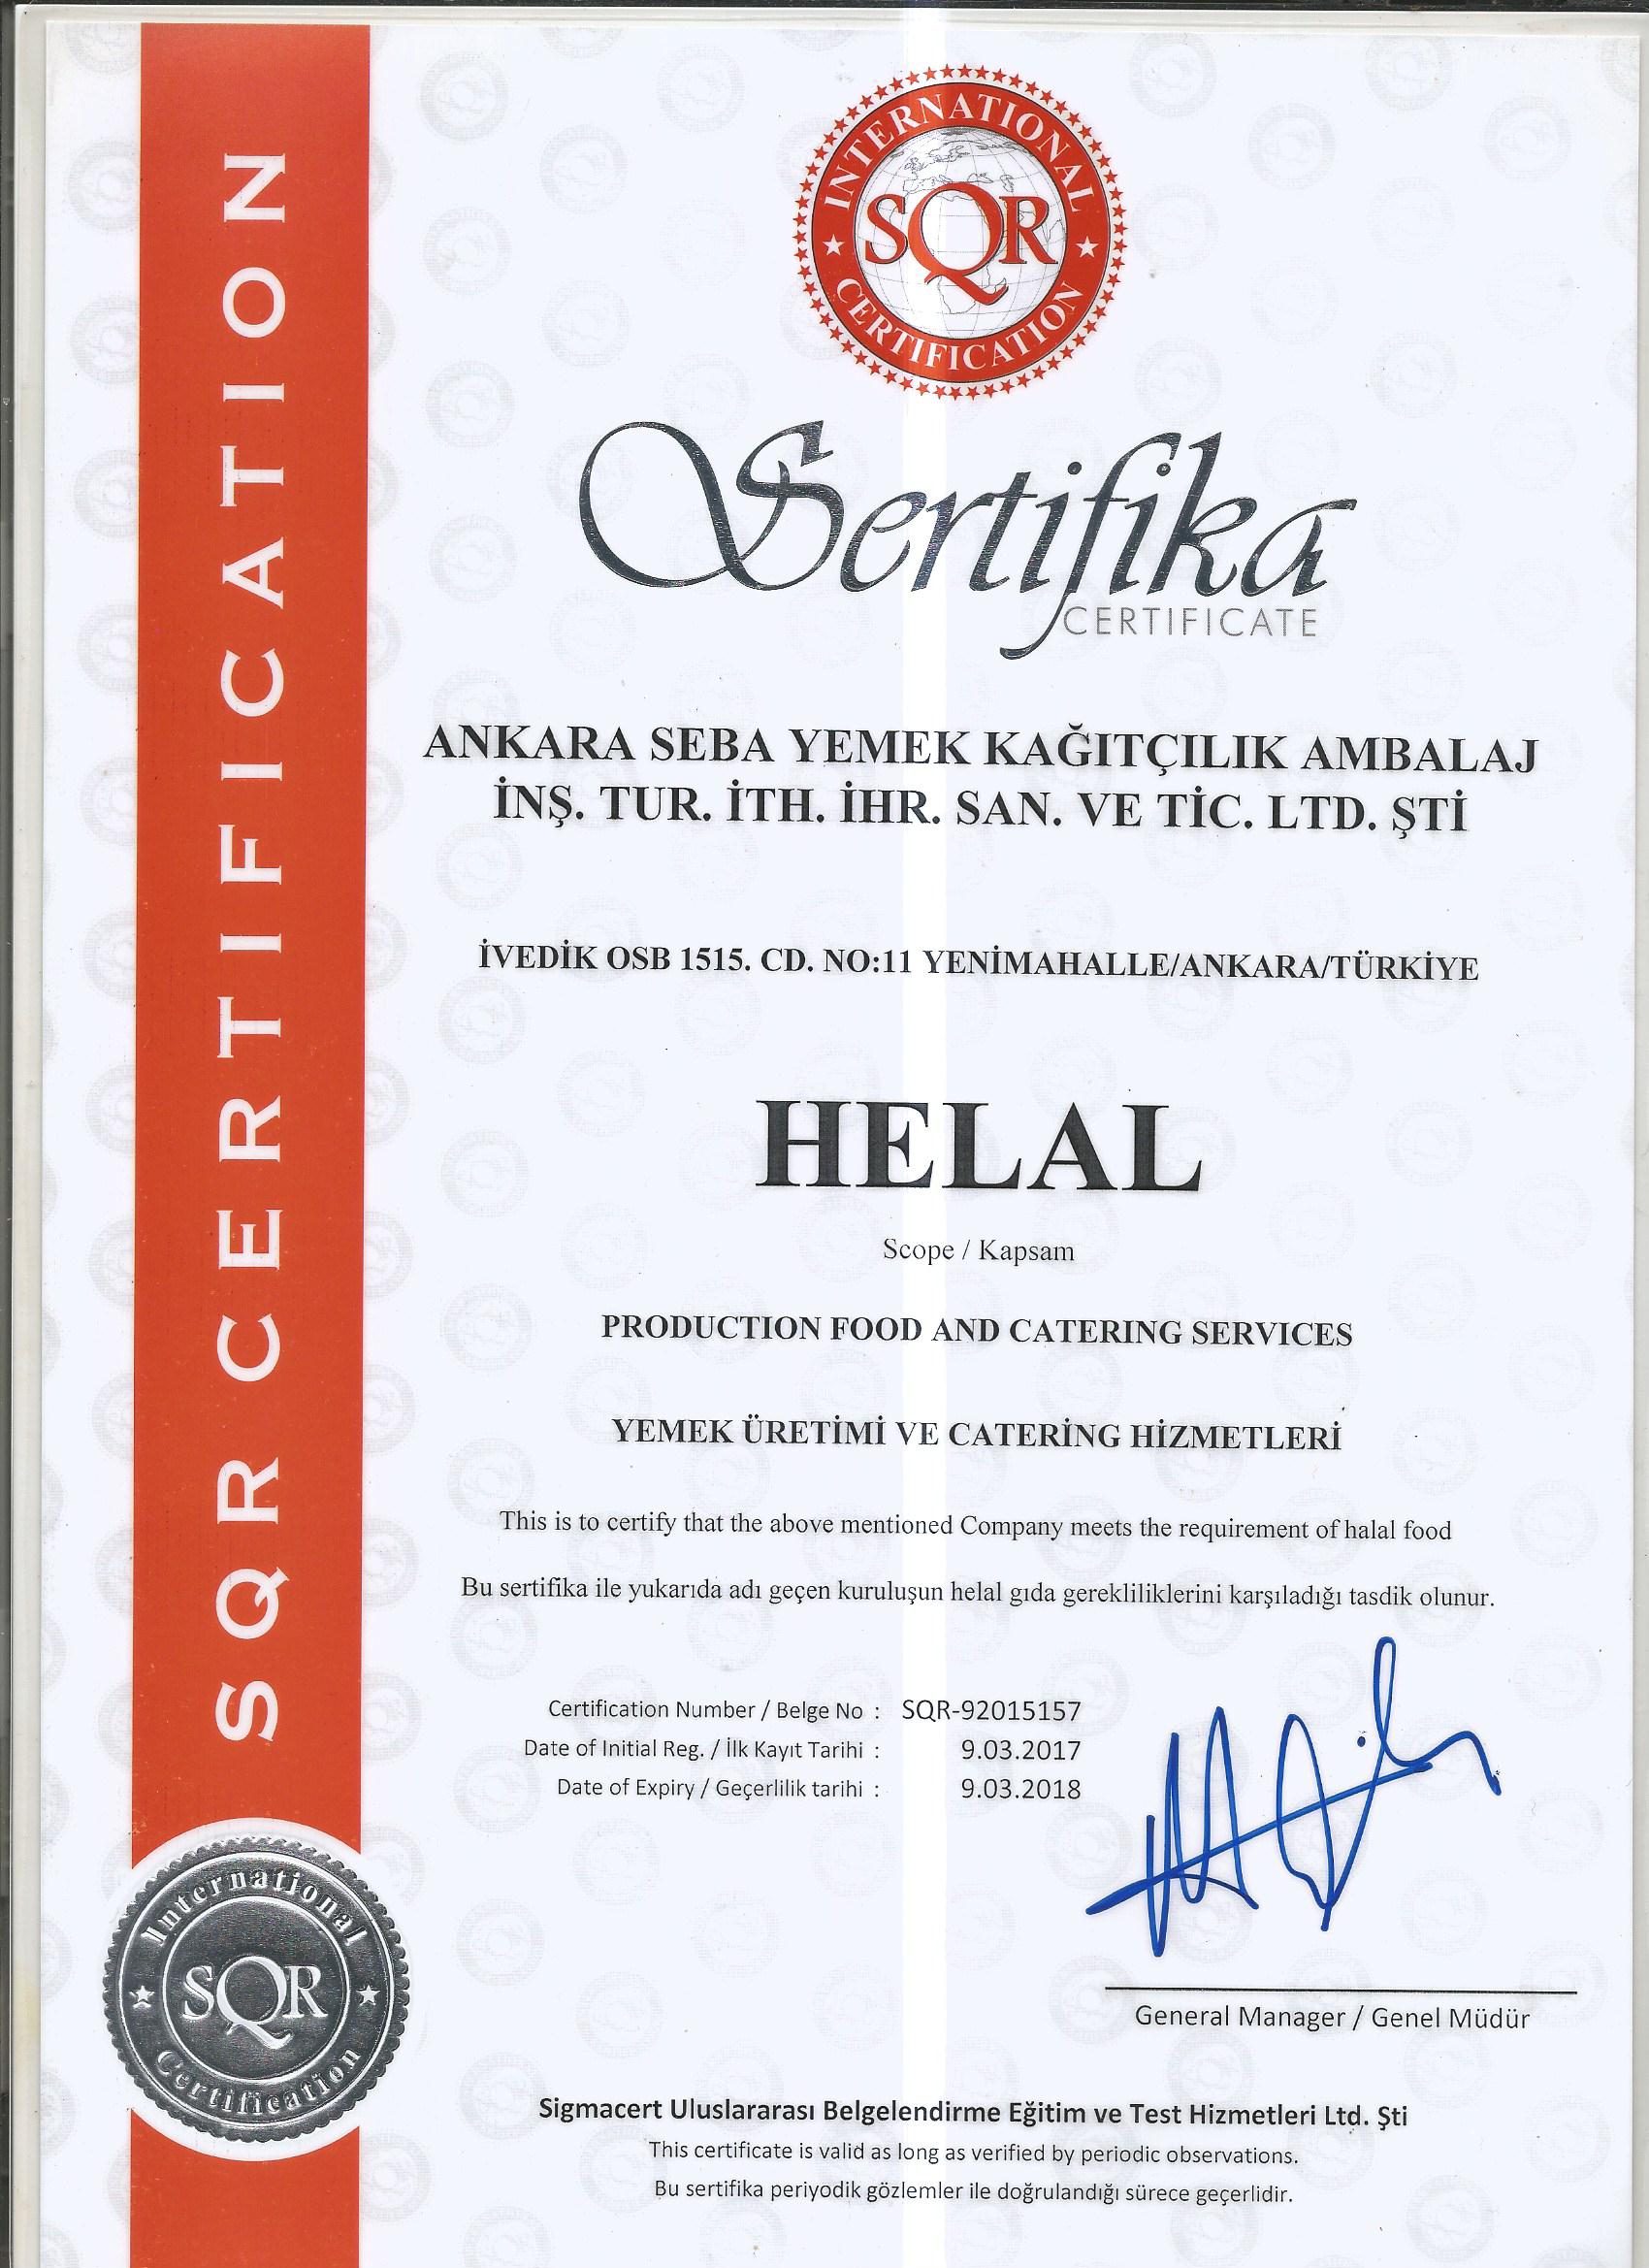 INTERNATIONAL
SQR
CERTIFICATION
Sertifika
CERTIFICATE
ANKARA SEBA YEMEK KAĞITÇILIK AMBALAJ
İNŞ. TUR. İTH. İHR. SAN. VE TİC. LTD. ŞTİ
İVEDİK OSB 1515. CD. NO:11 YENİMAHALLE/ANKARA/TÜRKİYE
HELAL
Scope / Kapsam
PRODUCTION FOOD AND CATERING SERVICES
YEMEK ÜRETİMİ VE CATERİNG HİZMETLERİ
This is to certify that the above mentioned Company meets the requirement of halal food
Bu sertifika ile yukarıda adı geçen kuruluşun helal gıda gerekliliklerini karşıladığı tasdik olunur.
Certification Number / Belge No : SQR-92015157
Date of Initial Reg. / İlk Kayıt Tarihi : 9.03.2017
Date of Expiry / Geçerlilik tarihi : 9.03.2018
General Manager / Genel Müdür
Sigmacert Uluslararası Belgelendirme Eğitim ve Test Hizmetleri Ltd. Şti
This certificate is valid as long as verified by periodic observations.
Bu sertifika periyodik gözlemler ile doğrulandığı sürece geçerlidir.
SQR CERTIFICATION
International
SQR
Certification